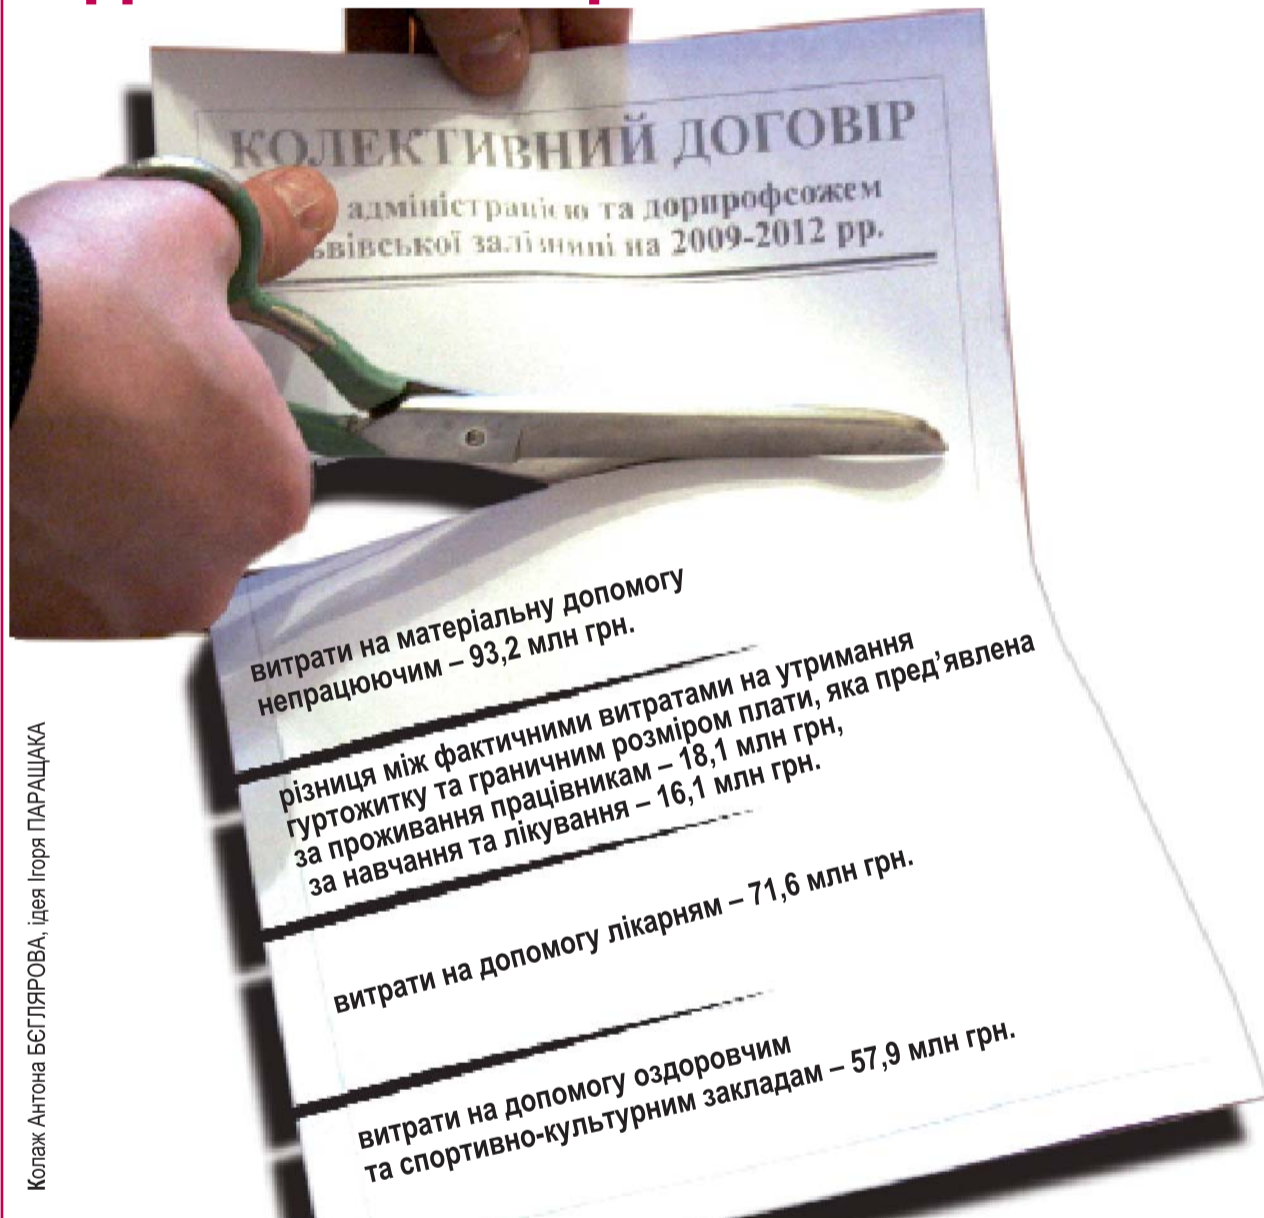 КОЛЕКТИВНИЙ ДОГОВІР
адміністрацією та дорпрофсожем
ьвівської залізниці на 2009-2012 рр.
витрати на матеріальну допомогу
непрацюючим – 93,2 млн грн.
різниця між фактичними витратами на утримання
гуртожитку та граничним розміром плати, яка пред’явлена
за проживання працівникам – 18,1 млн грн,
за навчання та лікування – 16,1 млн грн.
витрати на допомогу лікарням – 71,6 млн грн.
витрати на допомогу оздоровчим
та спортивно-культурним закладам – 57,9 млн грн.
Колаж Антона БЄГЛЯРОВА, ідея Ігоря ПАРАЩАКА